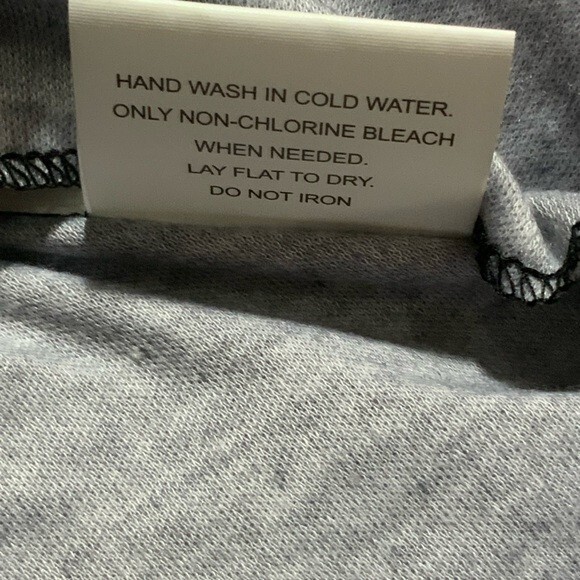 HAND WASH IN COLD WATER.
ONLY NON-CHLORINE BLEACH
WHEN NEEDED.
LAY FLAT TO DRY.
DO NOT IRON